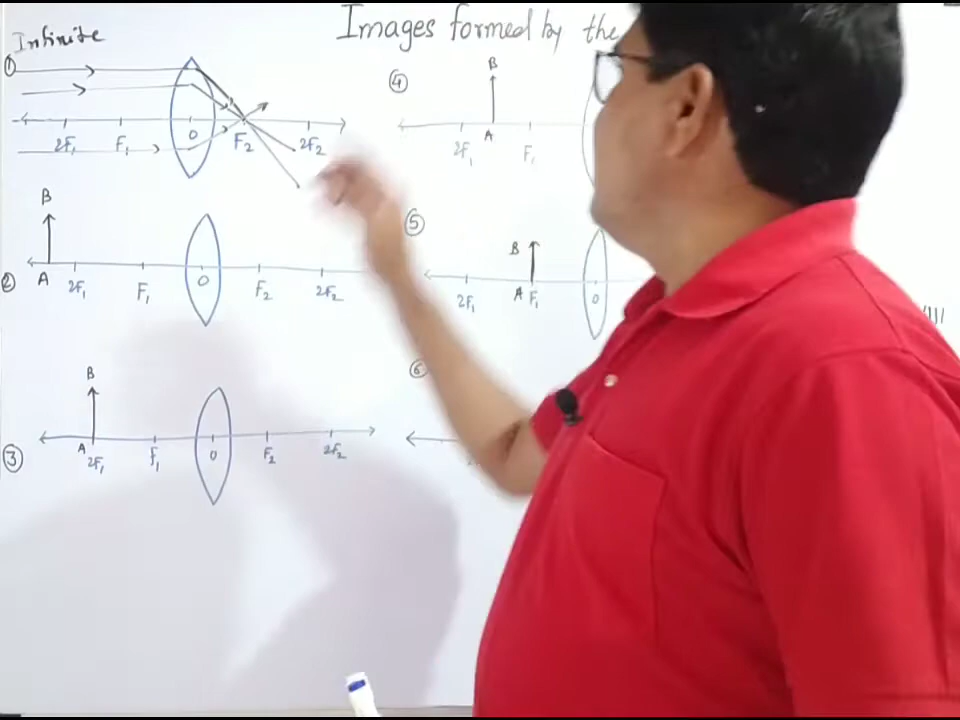 Images formed by the
Infinite
①
2F₁ F₁ O F₂ 2F₂
②
B
A 2F₁ F₁ O F₂ 2F₂
③
B
A 2F₁ F₁ O F₂ 2F₂
④
B
A
2F₁ F₁
⑤
B
2F₁ A F₁ O
⑥